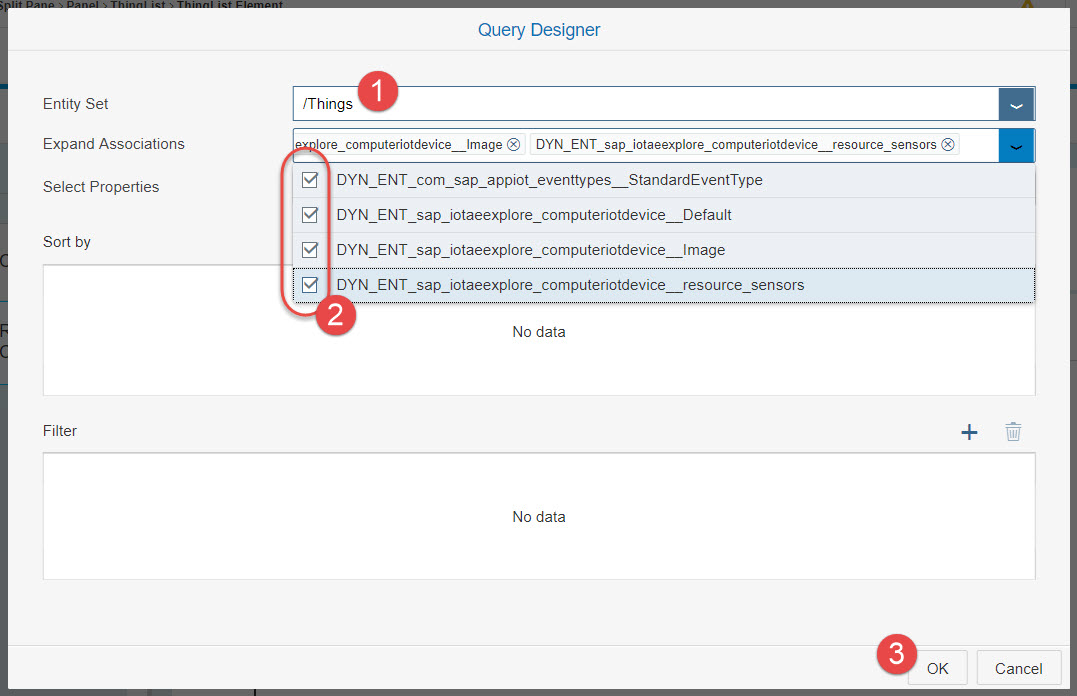 Split Pane › Panel › ThingList › ThingList Element
Query Designer
Entity Set
/Things
1
Expand Associations
explore_computeriotdevice__Image
DYN_ENT_sap_iotaeexplore_computeriotdevice__resource_sensors
Select Properties
DYN_ENT_com_sap_appiot_eventtypes__StandardEventType
DYN_ENT_sap_iotaeexplore_computeriotdevice__Default
Sort by
DYN_ENT_sap_iotaeexplore_computeriotdevice__Image
DYN_ENT_sap_iotaeexplore_computeriotdevice__resource_sensors
2
No data
Filter
No data
3
OK
Cancel